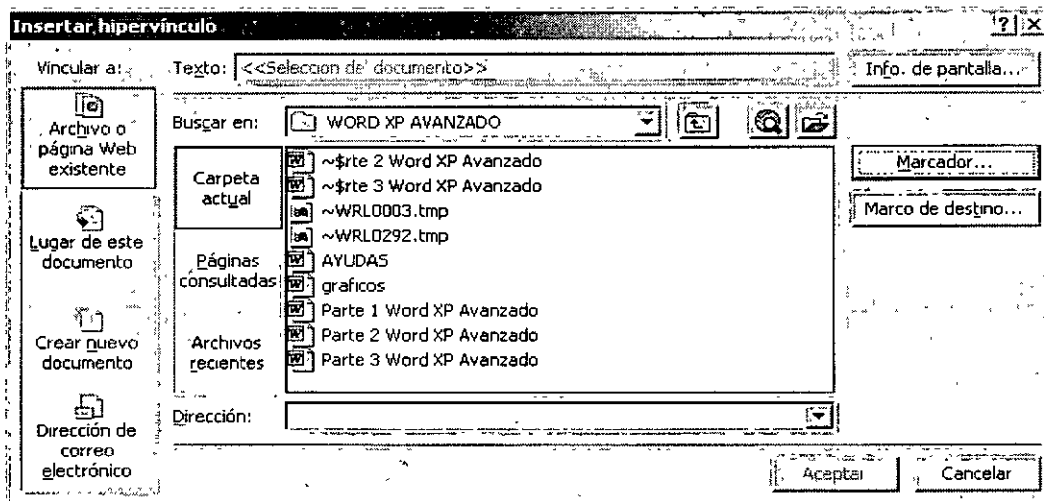 Insertar hipervínculo
Vincular a:
Texto: <<Seleccion de' documento>>
Info. de pantalla...
Archivo o
página Web
existente
Buscar en: WORD XP AVANZADO
Carpeta
actual
~$rte 2 Word XP Avanzado
~$rte 3 Word XP Avanzado
~WRL0003.tmp
~WRL0292.tmp
AYUDAS
graficos
Parte 1 Word XP Avanzado
Parte 2 Word XP Avanzado
Parte 3 Word XP Avanzado
Marcador...
Marco de destino...
Lugar de este
documento
Páginas
consultadas
Crear nuevo
documento
Archivos
recientes
Dirección de
correo
electrónico
Dirección:
Aceptar
Cancelar